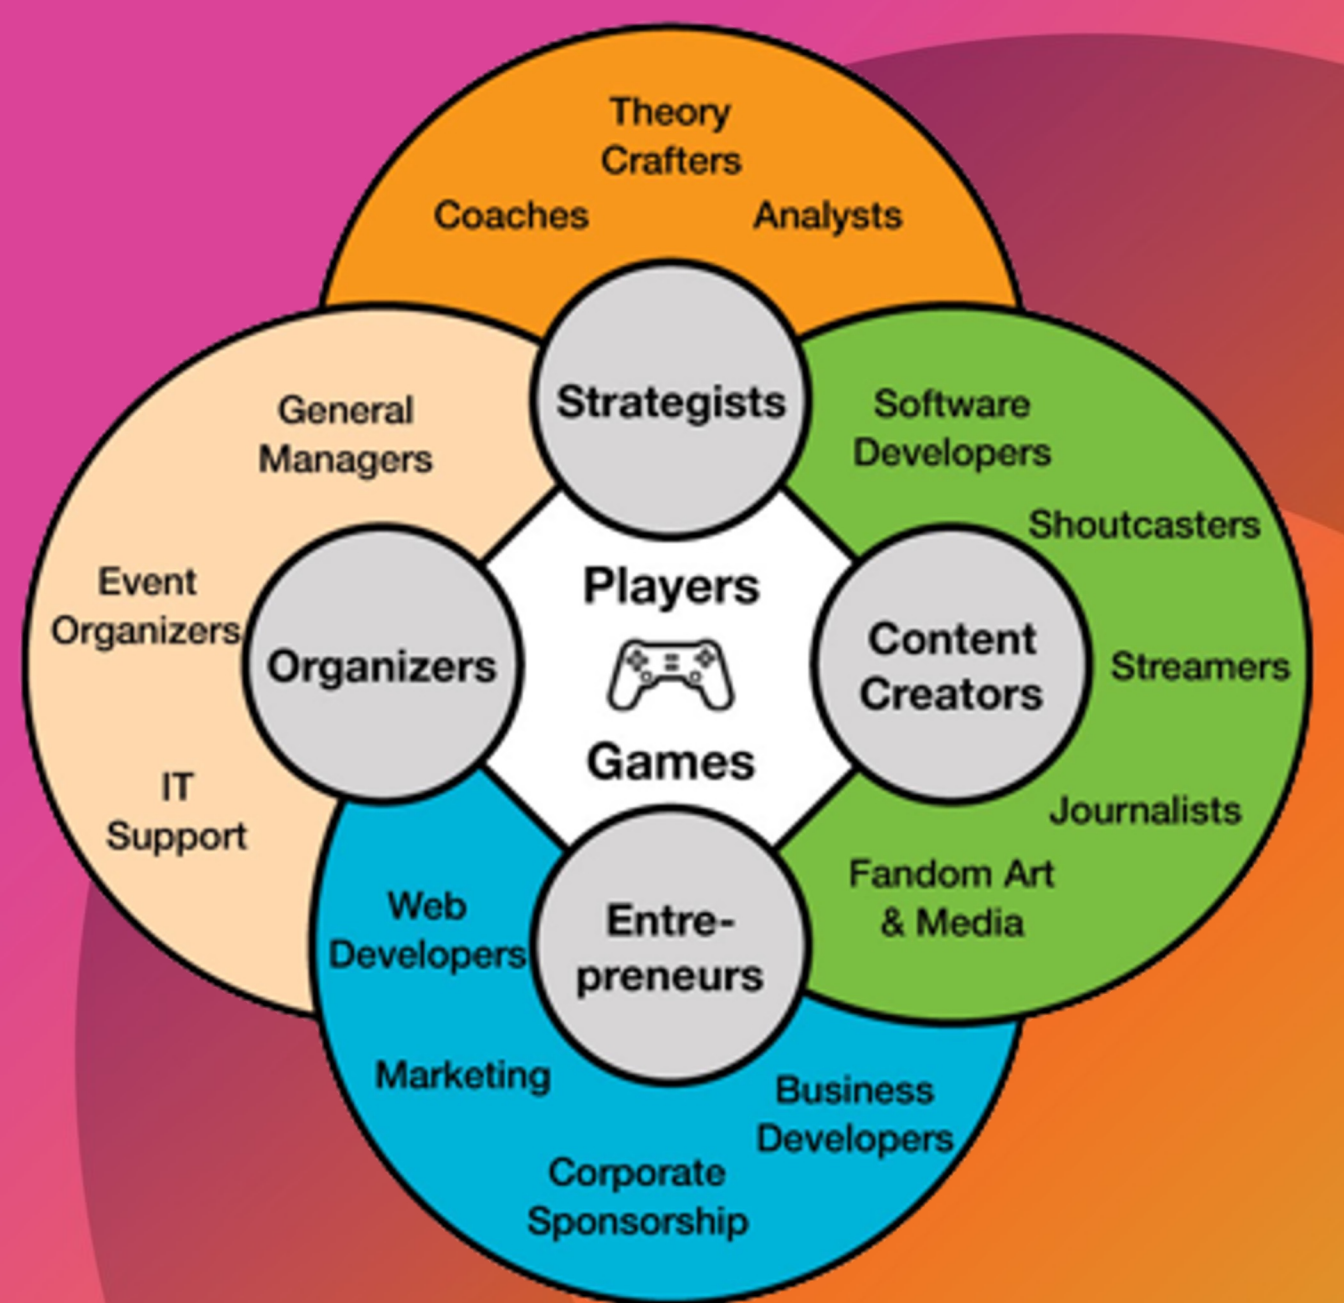 Theory
Crafters
Coaches
Analysts
Strategists
General
Managers
Event
Organizers
Organizers
IT
Support
Software
Developers
Shoutcasters
Content
Creators
Streamers
Journalists
Fandom Art
& Media
Players
Games
Entre-
preneurs
Web
Developers
Marketing
Corporate
Sponsorship
Business
Developers